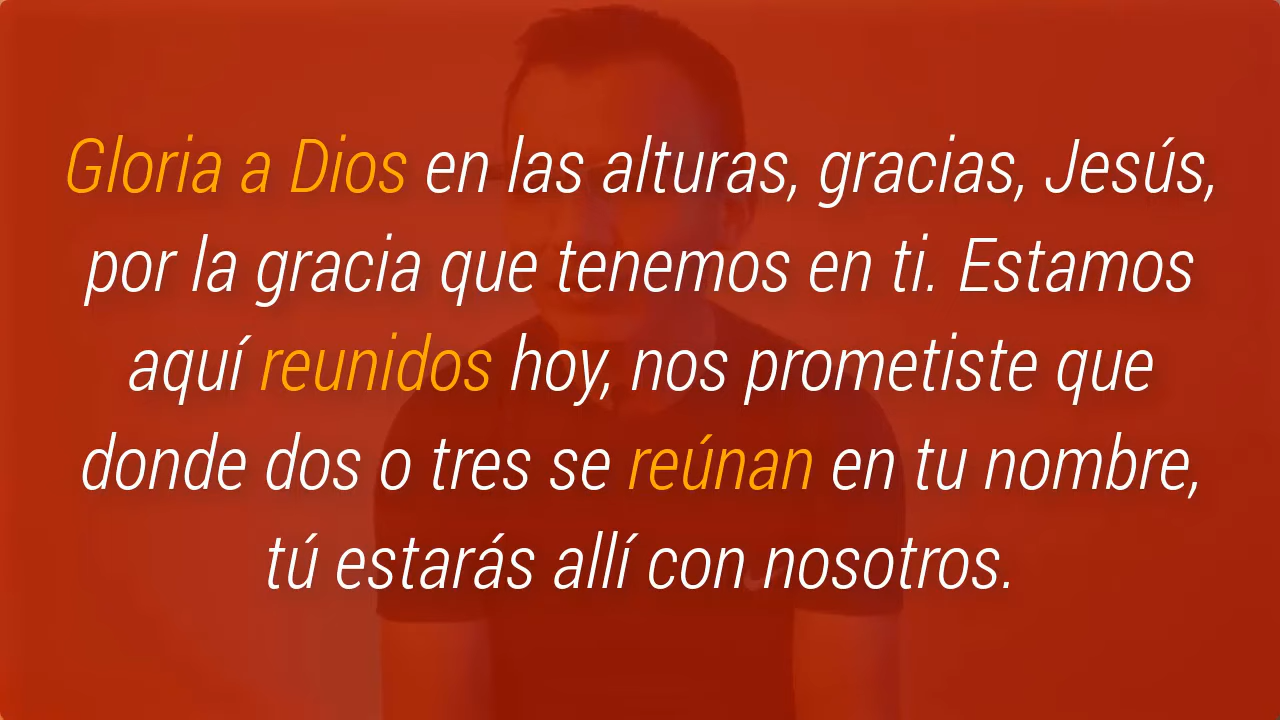 Gloria a Dios en las alturas, gracias, Jesús,
por la gracia que tenemos en ti. Estamos
aquí reunidos hoy, nos prometiste que
donde dos o tres se reúnan en tu nombre,
tú estarás allí con nosotros.